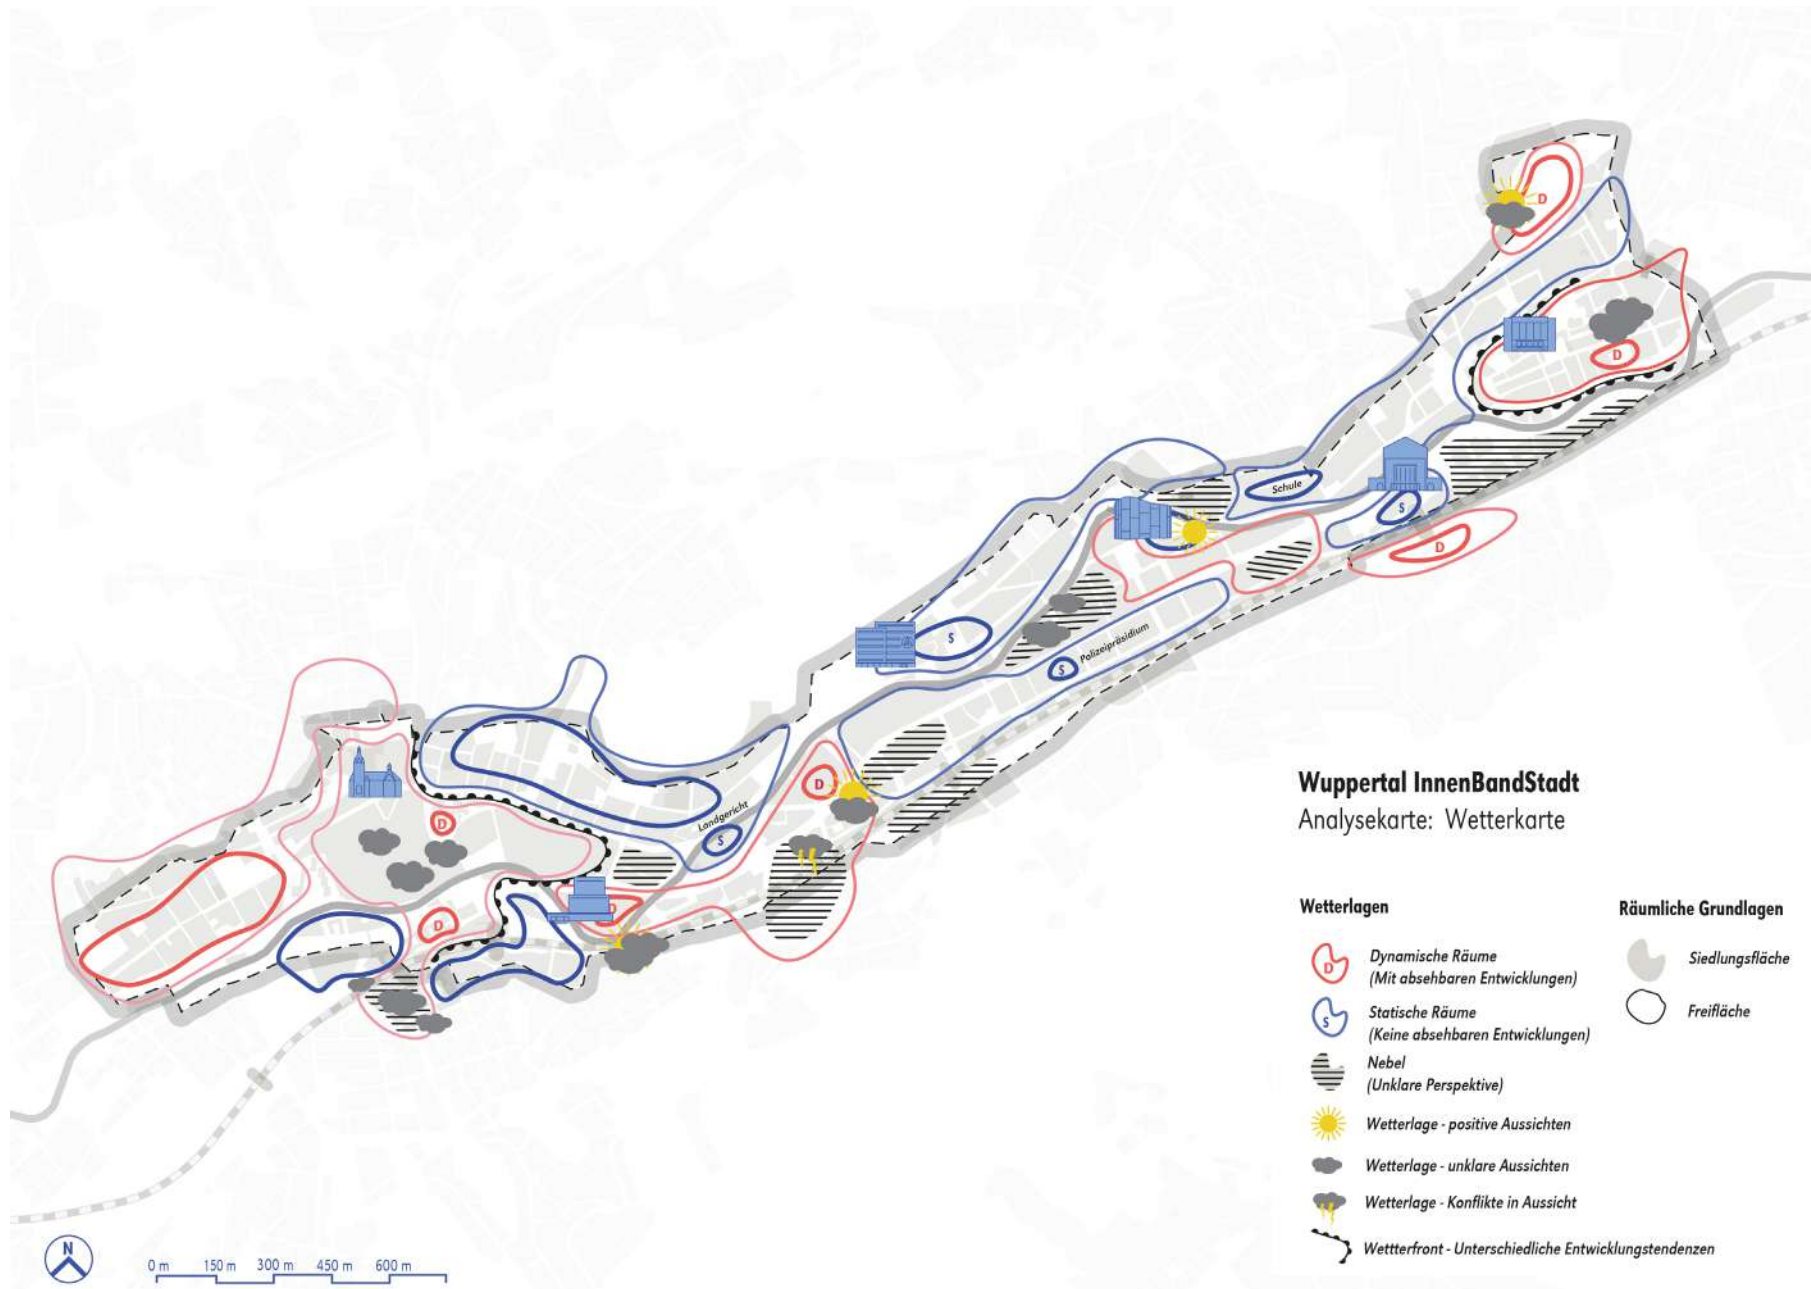 D
D
Schule
S
D
S
Polizeipräsidium
S
D
Landgericht
S
D
D
D
Wuppertal InnenBandStadt
Analysekarte: Wetterkarte
Wetterlagen
D
Dynamische Räume
(Mit absehbaren Entwicklungen)
S
Statische Räume
(Keine absehbaren Entwicklungen)
Nebel
(Unklare Perspektive)
Wetterlage - positive Aussichten
Wetterlage - unklare Aussichten
Wetterlage - Konflikte in Aussicht
Wettterfront - Unterschiedliche Entwicklungstendenzen
Räumliche Grundlagen
Siedlungsfläche
Freifläche
N
0 m 150 m 300 m 450 m 600 m